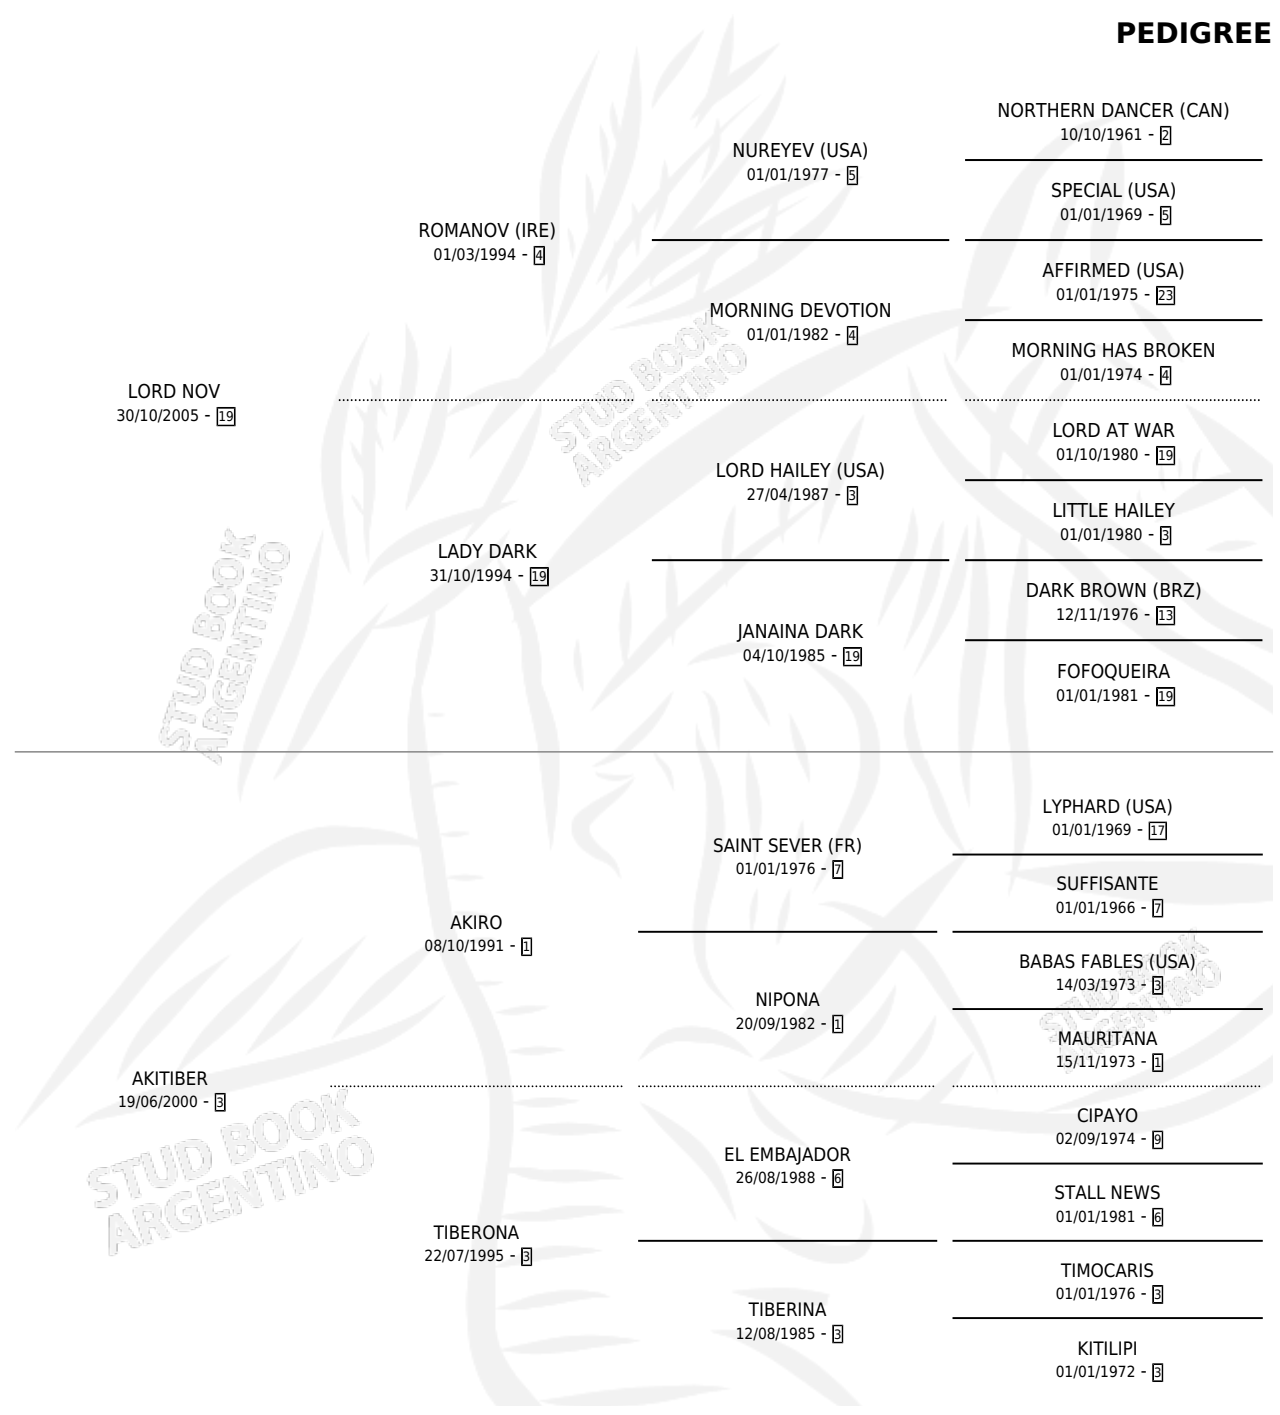 PEDIGREE
NORTHERN DANCER (CAN)
10/10/1961 - 2
NUREYEV (USA)
01/01/1977 - 5
SPECIAL (USA)
01/01/1969 - 5
ROMANOV (IRE)
01/03/1994 - 4
AFFIRMED (USA)
01/01/1975 - 23
MORNING DEVOTION
01/01/1982 - 4
MORNING HAS BROKEN
01/01/1974 - 4
LORD NOV
30/10/2005 - 19
LORD AT WAR
01/10/1980 - 19
LORD HAILEY (USA)
27/04/1987 - 3
LITTLE HAILEY
01/01/1980 - 3
LADY DARK
31/10/1994 - 19
DARK BROWN (BRZ)
12/11/1976 - 13
JANAINA DARK
04/10/1985 - 19
FOFOQUEIRA
01/01/1981 - 19
LYPHARD (USA)
01/01/1969 - 17
SAINT SEVER (FR)
01/01/1976 - 7
SUFFISANTE
01/01/1966 - 7
AKIRO
08/10/1991 - 1
BABAS FABLES (USA)
14/03/1973 - 3
NIPONA
20/09/1982 - 1
MAURITANA
15/11/1973 - 1
AKITIBER
19/06/2000 - 3
CIPAYO
02/09/1974 - 9
EL EMBAJADOR
26/08/1988 - 6
STALL NEWS
01/01/1981 - 6
TIBERONA
22/07/1995 - 3
TIMOCARIS
01/01/1976 - 3
TIBERINA
12/08/1985 - 3
KITILIPI
01/01/1972 - 3
STUD BOOK
ARGENTINO
STUD BOOK
ARGENTINO
STUD BOOK
ARGENTINO
STUD BOOK
ARGENTINO